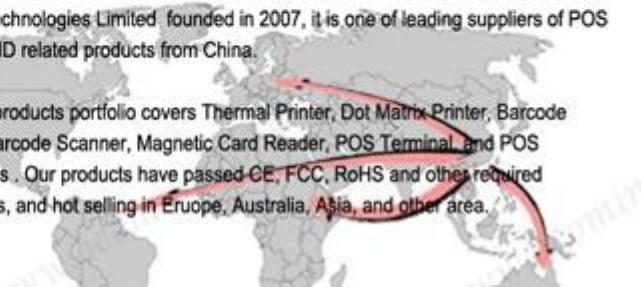 chnologies Limited founded in 2007, it is one of leading suppliers of POS
ID related products from China.
products portfolio covers Thermal Printer, Dot Matrix Printer, Barcode
arcode Scanner, Magnetic Card Reader, POS Terminal, and POS
s . Our products have passed CE, FCC, RoHS and other required
s, and hot selling in Eruope, Australia, Asia, and other area.